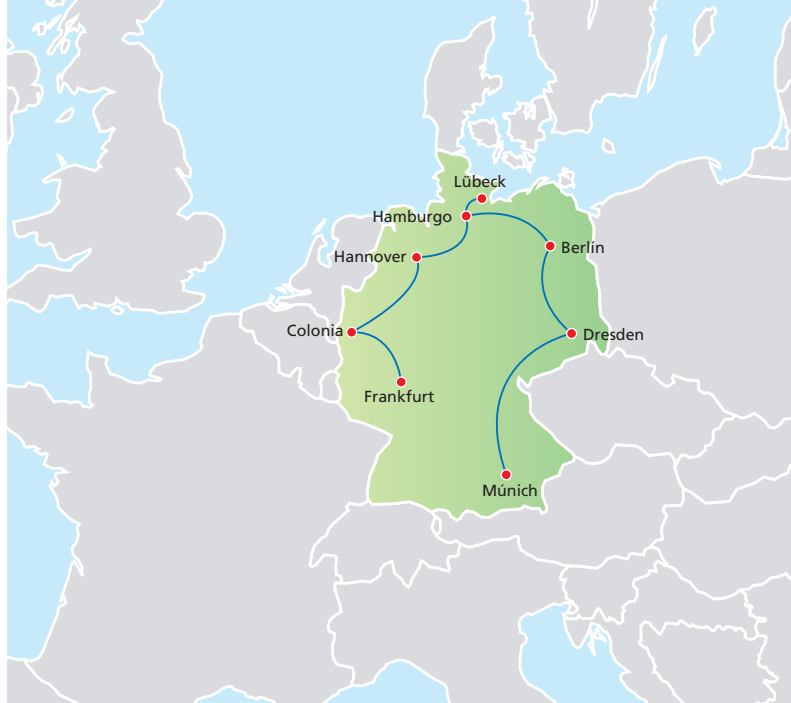 Lübeck
Hamburgo
Berlín
Hannover
Colonia
Dresden
Frankfurt
Múnich